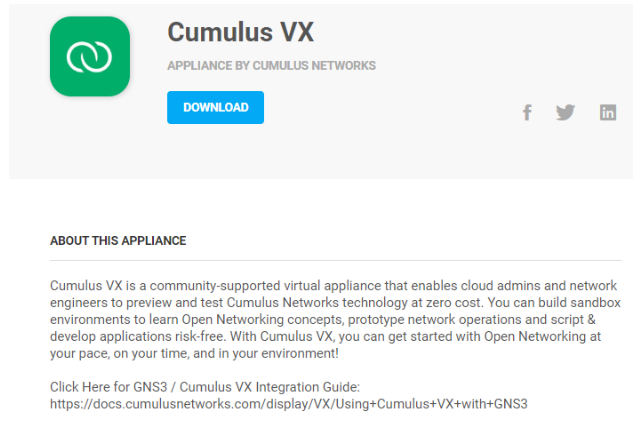 Cumulus VX
APPLIANCE BY CUMULUS NETWORKS
DOWNLOAD
ABOUT THIS APPLIANCE
Cumulus VX is a community-supported virtual appliance that enables cloud admins and network
engineers to preview and test Cumulus Networks technology at zero cost. You can build sandbox
environments to learn Open Networking concepts, prototype network operations and script &
develop applications risk-free. With Cumulus VX, you can get started with Open Networking at
your pace, on your time, and in your environment!
Click Here for GNS3 / Cumulus VX Integration Guide:
https://docs.cumulusnetworks.com/display/VX/Using+Cumulus+VX+with+GNS3